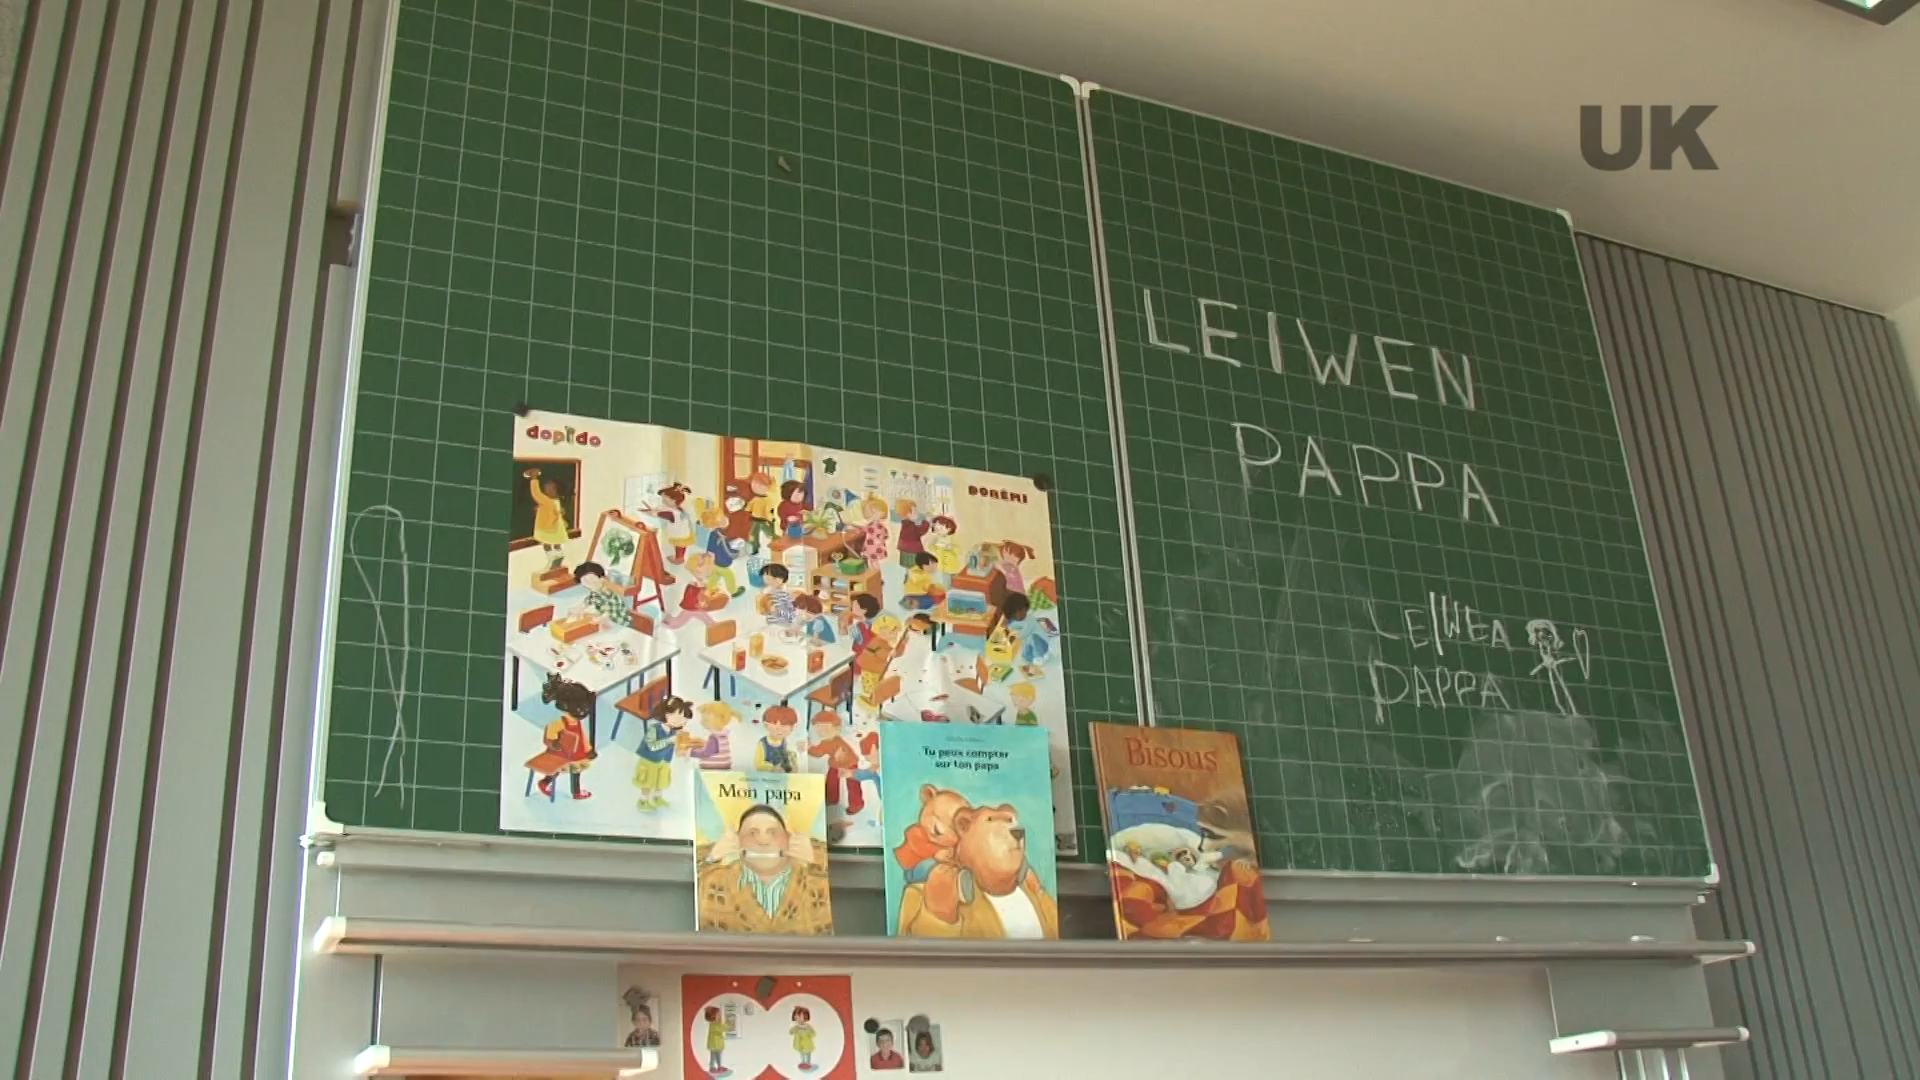 UK
LEIWEN
PAPPA
dopido
DORÉMI
LEIWEA
PAPPA
Mon papa
Tu peux compter
sur ton papa
Bisous